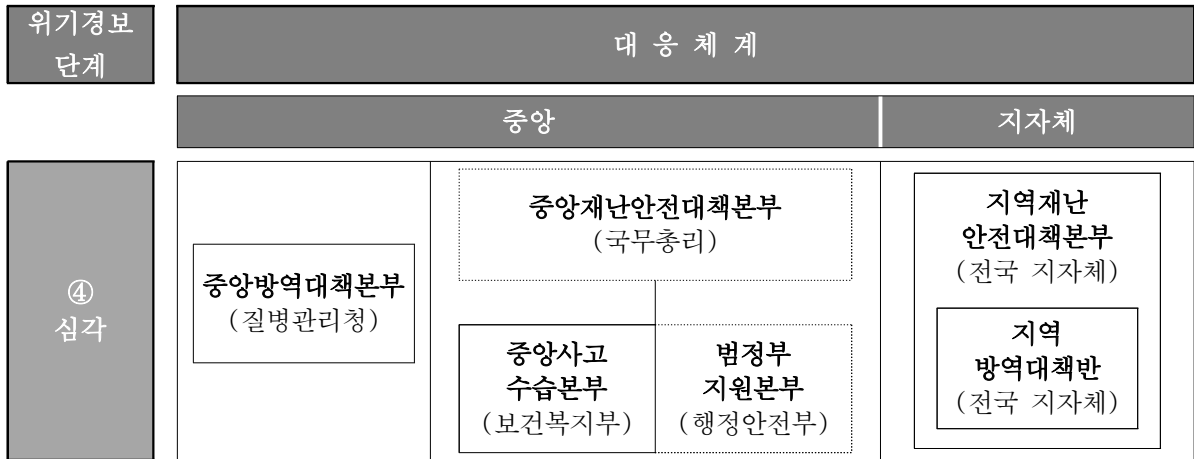 위기경보
단계
대 응 체 계
중앙
지자체
④
심각
중앙방역대책본부
(질병관리청)
중앙재난안전대책본부
(국무총리)
중앙사고
수습본부
(보건복지부)
범정부
지원본부
(행정안전부)
지역재난
안전대책본부
(전국 지자체)
지역
방역대책반
(전국 지자체)